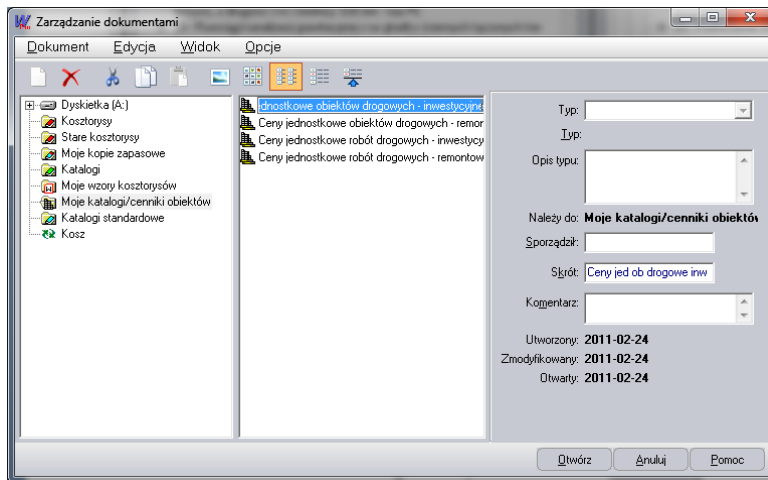 Zarządzanie dokumentami
Dokument Edycja Widok Opcje
Dyskietka (A:)
Kosztorysy
Stare kosztorysy
Moje kopie zapasowe
Katalogi
Moje wzory kosztorysów
Moje katalogi/cenniki obiektów
Katalogi standardowe
Kosz
jednostkowe obiektów drogowych - inwestycyjne
Ceny jednostkowe obiektów drogowych - remon
Ceny jednostkowe robót drogowych - inwestycy
Ceny jednostkowe robót drogowych - remontow
Typ:
Typ:
Opis typu:
Należy do: Moje katalogi/cenniki obiektów
Sporządził:
Skrót: Ceny jed ob drogowe inw
Komentarz:
Utworzony: 2011-02-24
Zmodyfikowany: 2011-02-24
Otwarty: 2011-02-24
Otwórz Anuluj Pomoc